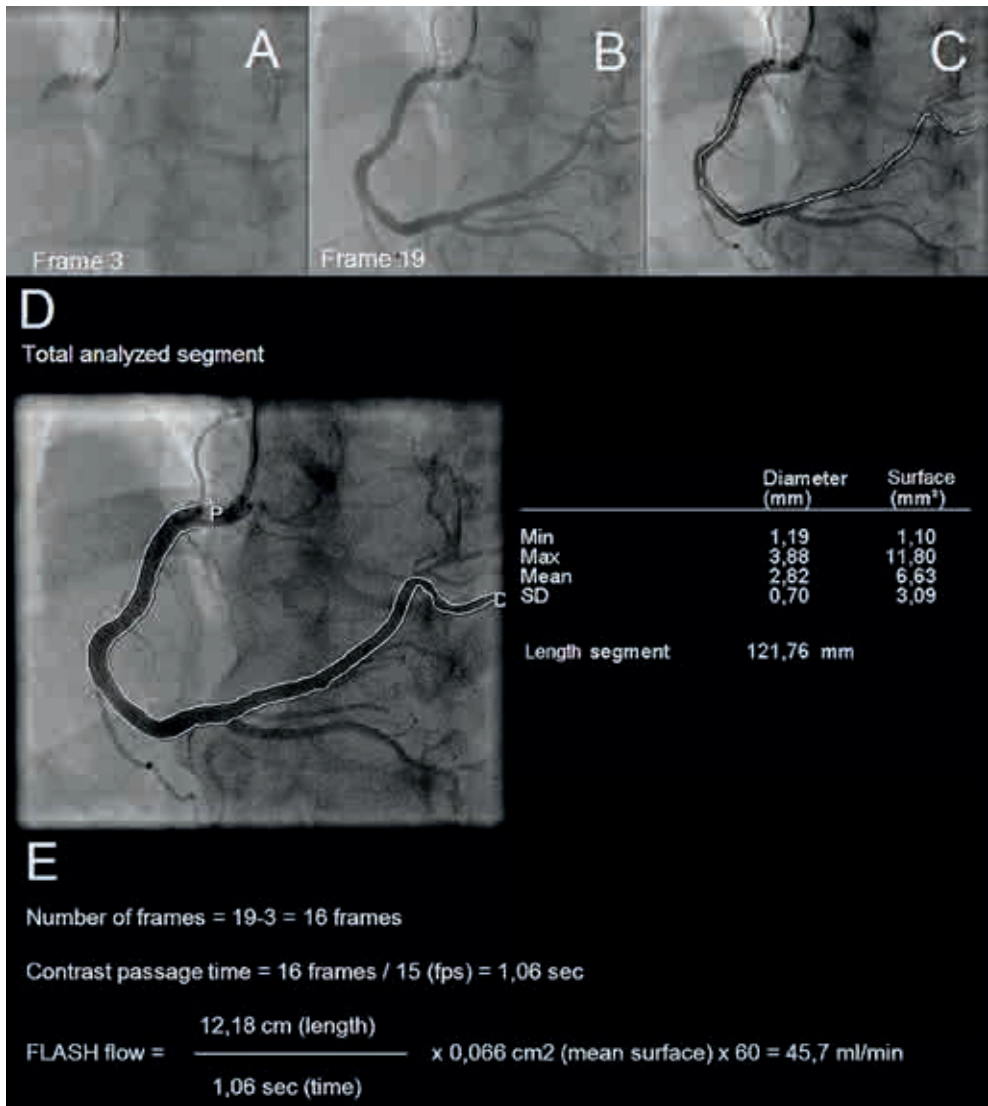 A
B
C
Frame 3
Frame 19
D
Total analyzed segment
P
D
Diameter Surface
(mm) (mm²)
Min 1,19 1,10
Max 3,88 11,80
Mean 2,82 6,63
SD 0,70 3,09
Length segment 121,76 mm
E
Number of frames = 19-3 = 16 frames
Contrast passage time = 16 frames / 15 (fps) = 1,06 sec
12,18 cm (length)
FLASH flow = x 0,066 cm2 (mean surface) x 60 = 45,7 ml/min
1,06 sec (time)